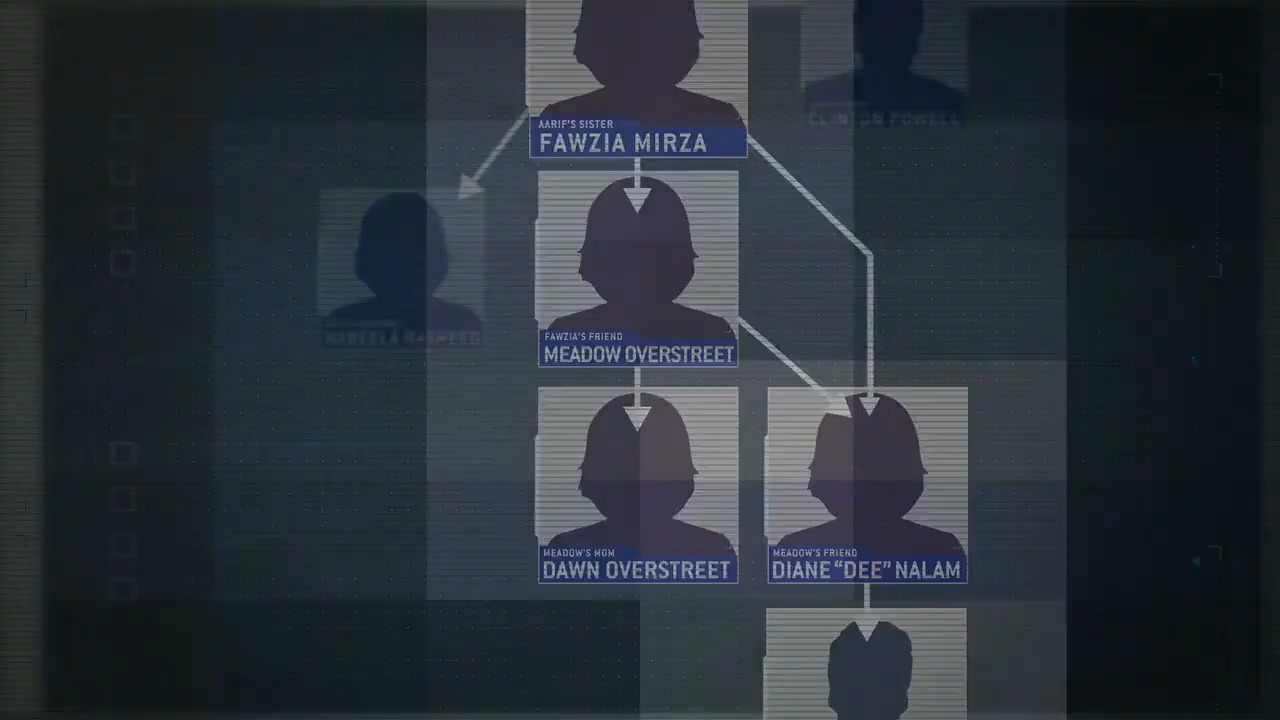 AARIF'S SISTER
FAWZIA MIRZA
CLINTON POWELL
FAWZIA'S FRIEND
MEADOW OVERSTREET
MEADOW'S MOM
DAWN OVERSTREET
MEADOW'S FRIEND
DIANE “DEE” NALAM